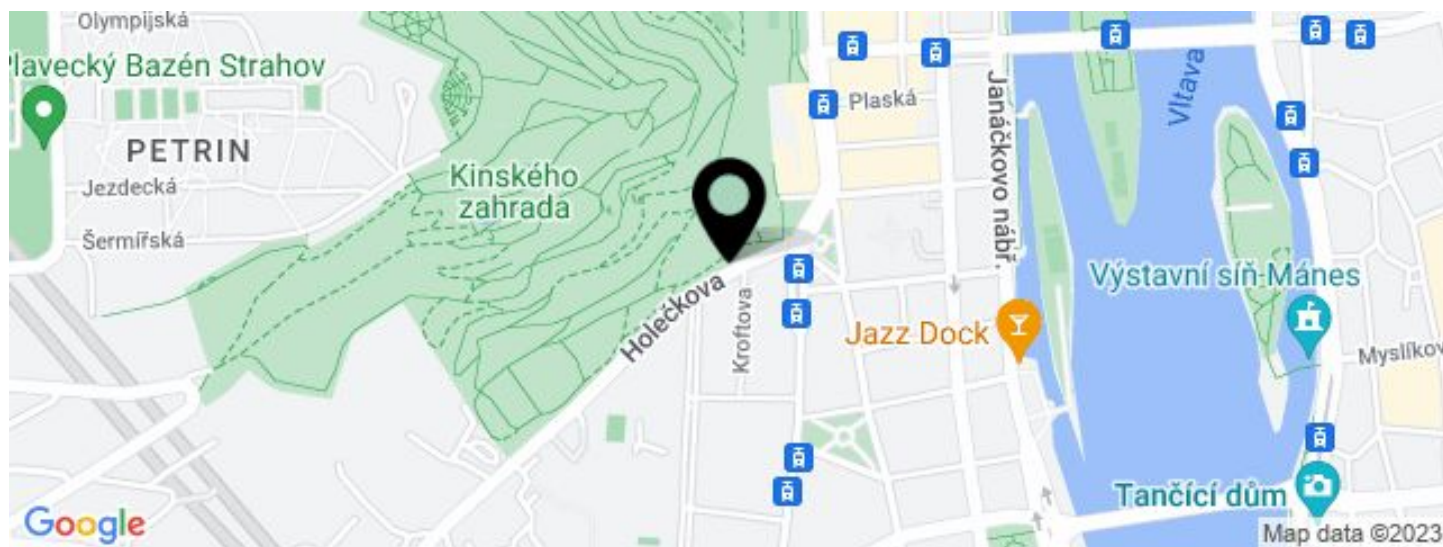 Olympijská
lavecký Bazén Strahov
PETRIN
Jezdecká
Šermířská
Kinského
zahrada
Plaská
Janáčkovo nábř.
Vltava
Holečkova
Kroftova
Jazz Dock
Výstavní síň Mánes
Myslíkov
Tančící dům
Google
Map data ©2023